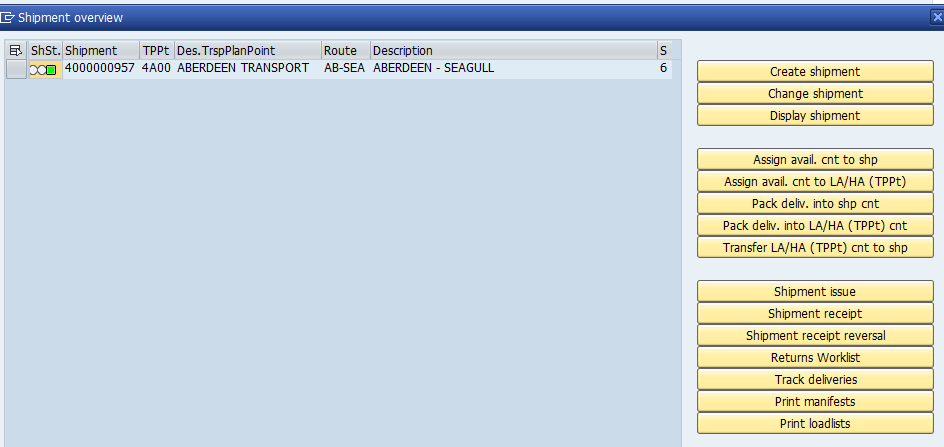 Shipment overview
ShSt. Shipment TPPt Des.TrspPlanPoint Route Description S
4000000957 4A00 ABERDEEN TRANSPORT AB-SEA ABERDEEN - SEAGULL 6
Create shipment
Change shipment
Display shipment
Assign avail. cnt to shp
Assign avail. cnt to LA/HA (TPPt)
Pack deliv. into shp cnt
Pack deliv. into LA/HA (TPPt) cnt
Transfer LA/HA (TPPt) cnt to shp
Shipment issue
Shipment receipt
Shipment receipt reversal
Returns Worklist
Track deliveries
Print manifests
Print loadlists